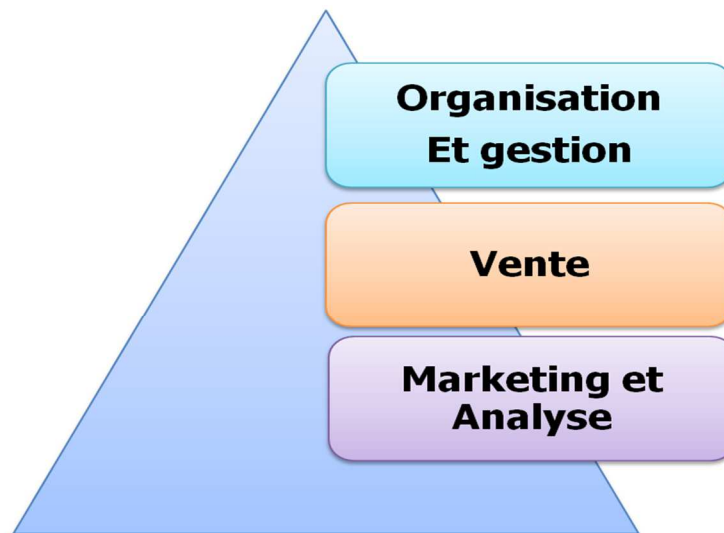 Organisation
Et gestion
Vente
Marketing et
Analyse